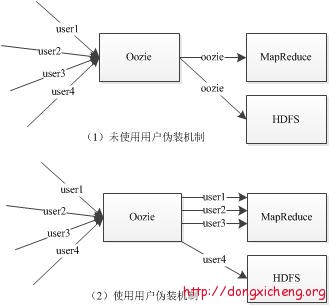 user1
user2
user3
user4
Oozie
oozie
oozie
MapReduce
HDFS
（1）未使用用户伪装机制
user1
user2
user3
user4
Oozie
user1
user2
user3
user4
MapReduce
HDFS
（2）使用用户伪装机制
http://dongxicheng.org